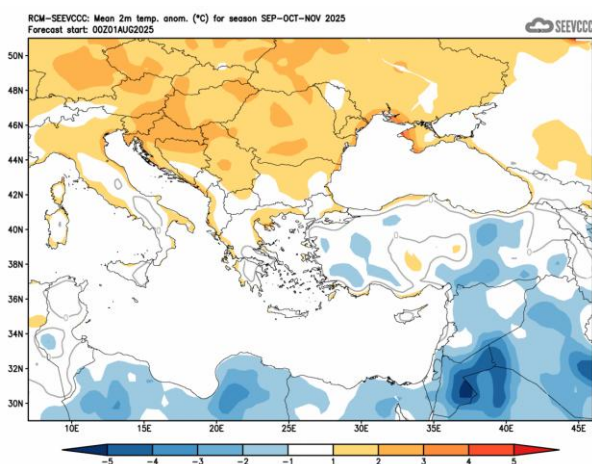 RCM-SEEVCCC: Mean 2m temp. anom. (°C) for season SEP-OCT-NOV 2025
Forecast start: 00Z01AUG2025
SEEVCCC
50N
48N
46N
44N
42N
40N
38N
36N
34N
32N
30N
10E 15E 20E 25E 30E 35E 40E 45E
-5 -4 -3 -2 -1 1 2 3 4 5